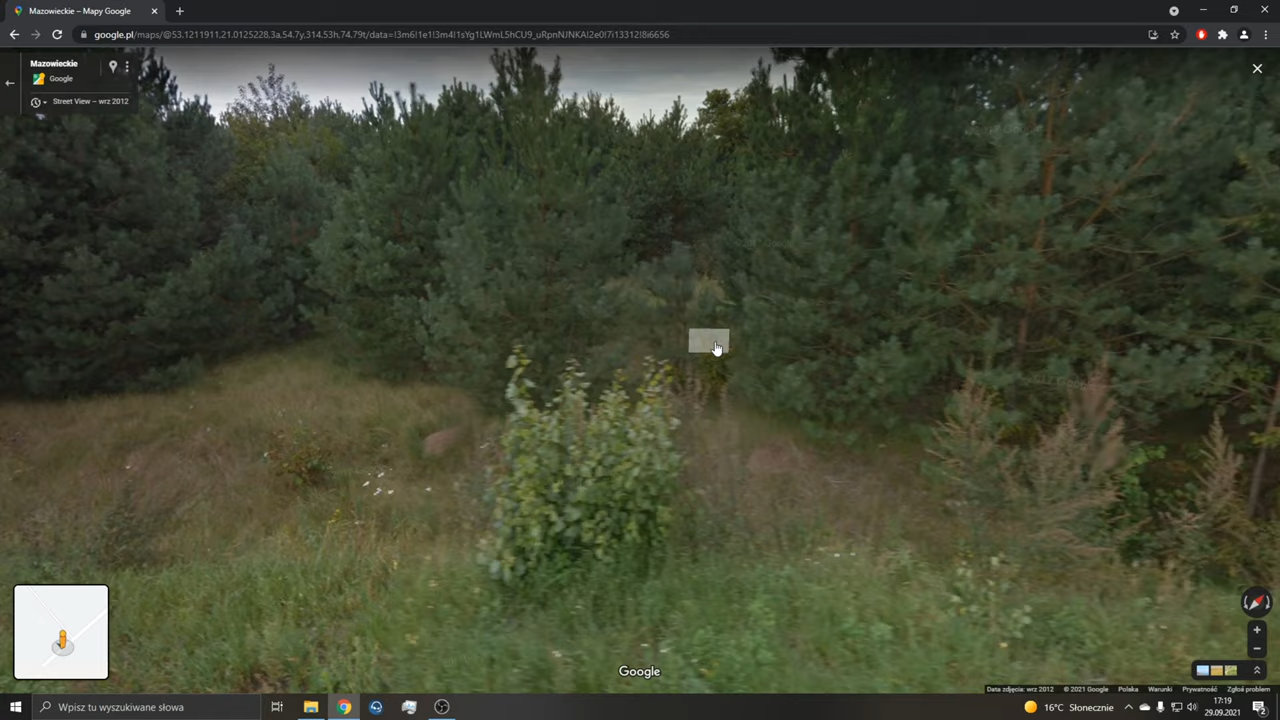 Mazowieckie – Mapy Google
google.pl/maps/@53.1211911,21.0125228,3a,54.7y,314.53h,74.79t/data=!3m6!1e1!3m4!1sYg1LWmL5hCU9_uRpnNJNKA!2e0!7i13312!8i6656
Mazowieckie
Google
Street View – wrz 2012
Google
Data zdjęcia: wrz 2012 © 2021 Google Polska Warunki Prywatność Zgłoś problem
Wpisz tu wyszukiwane słowa
16°C Słonecznie
17:19
29.09.2021
2